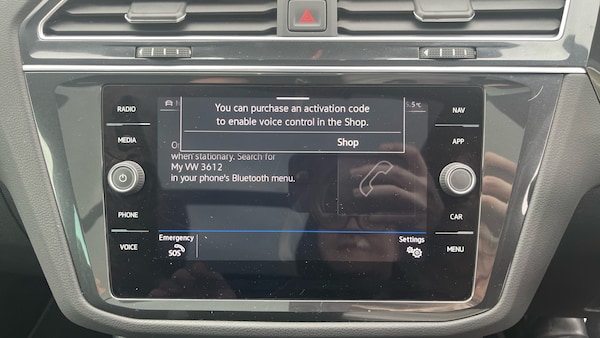 RADIO
MEDIA
PHONE
VOICE
You can purchase an activation code
to enable voice control in the Shop.
Shop
when stationary. Search for
My VW 3612
in your phone's Bluetooth menu.
Emergency
SOS
Settings
NAV
APP
CAR
MENU